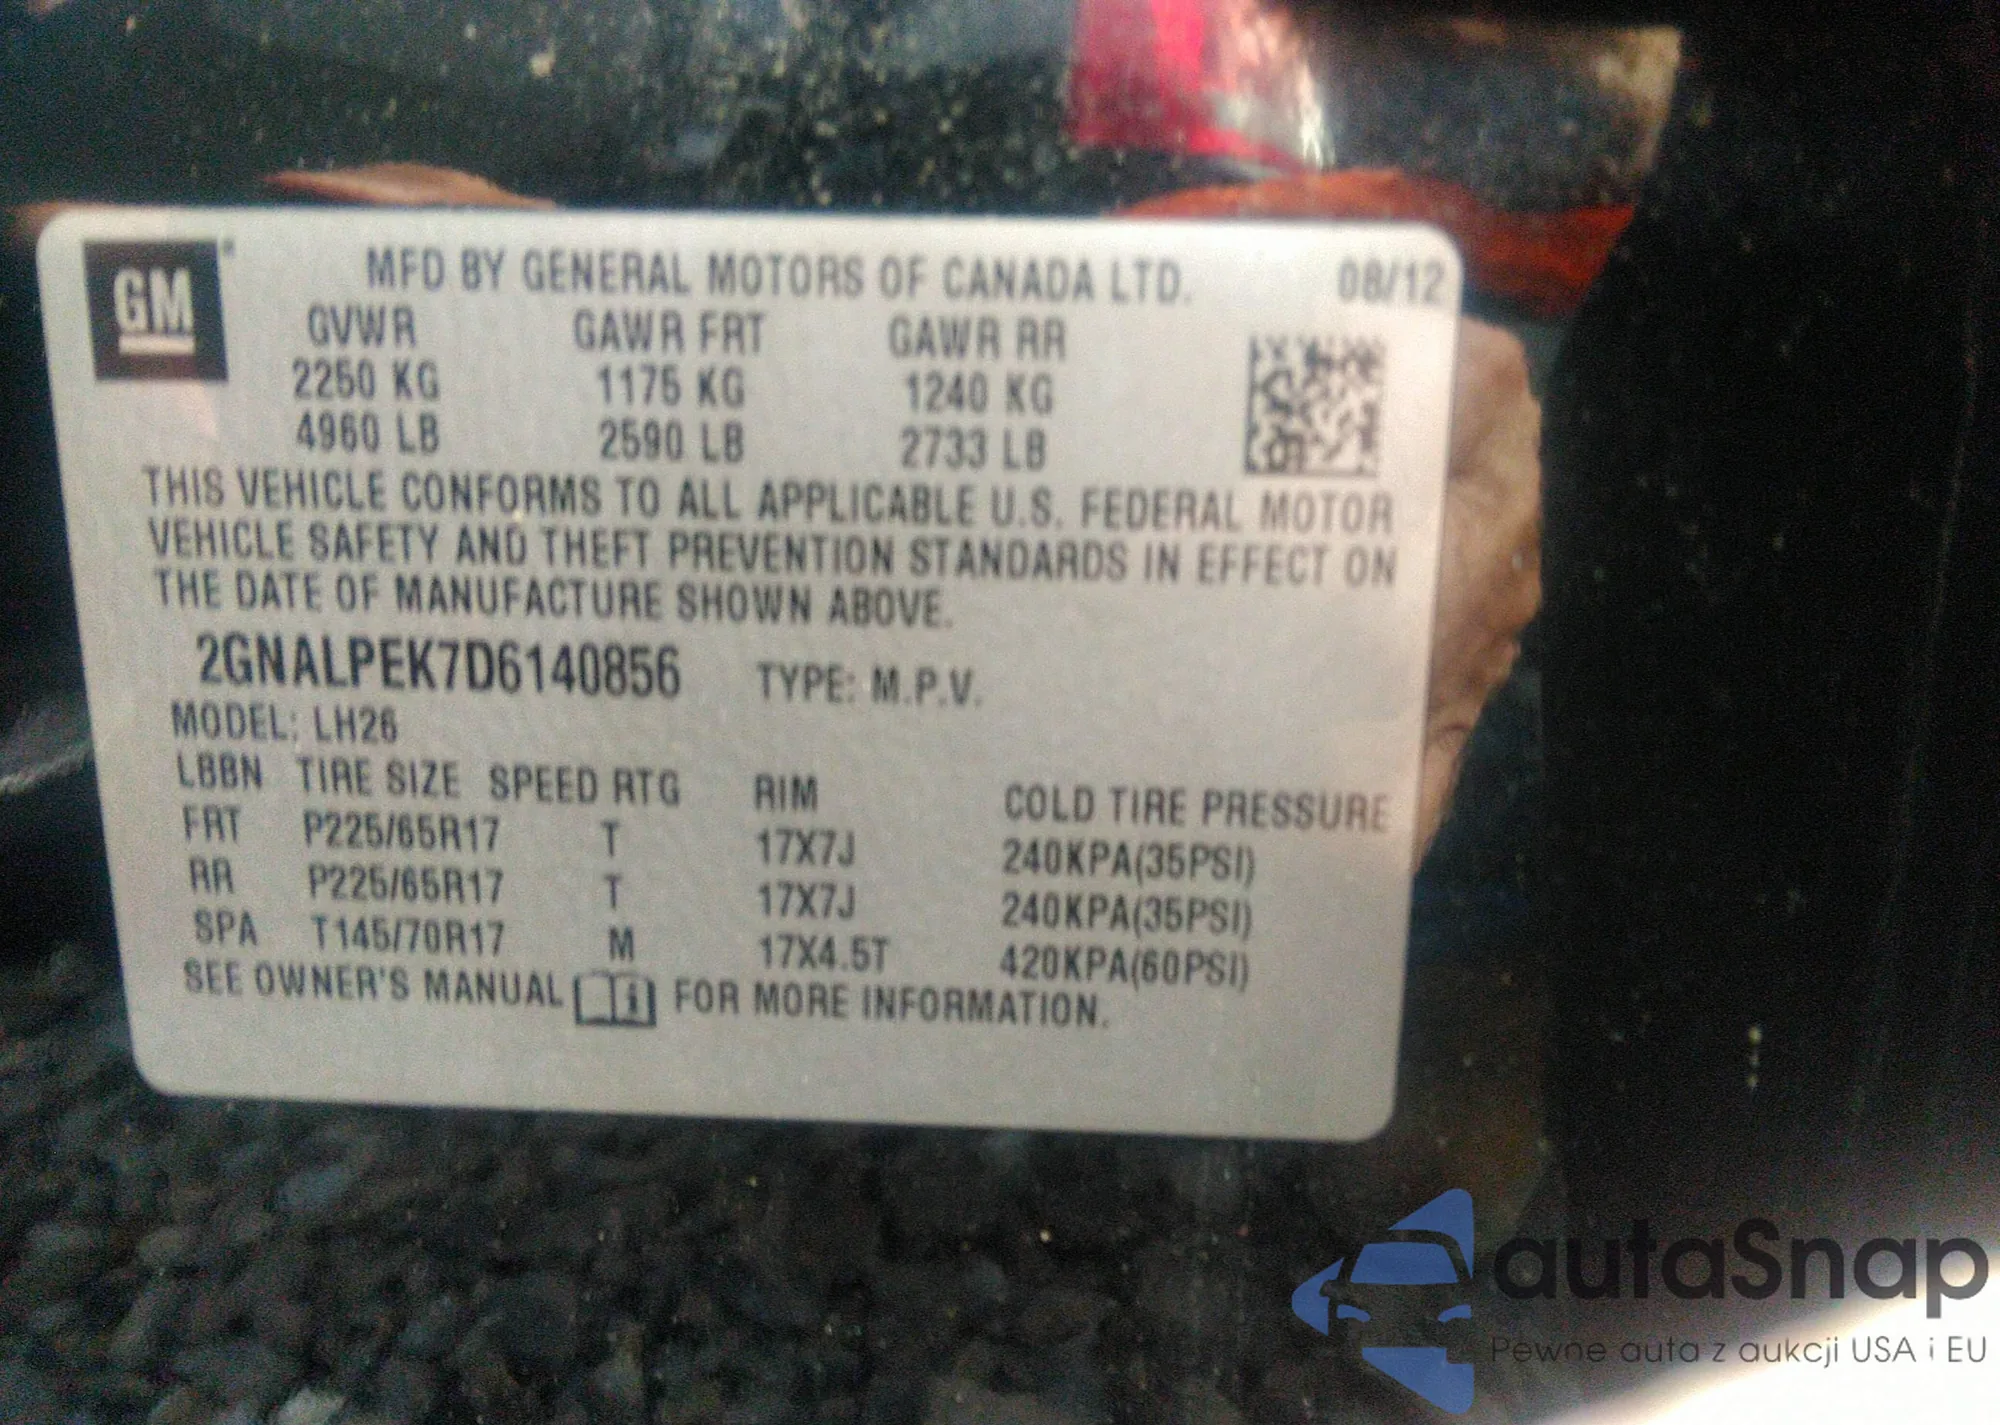 GM
MFD BY GENERAL MOTORS OF CANADA LTD. 08/12
GVWR GAWR FRT GAWR RR
2250 KG 1175 KG 1240 KG
4960 LB 2590 LB 2733 LB
THIS VEHICLE CONFORMS TO ALL APPLICABLE U.S. FEDERAL MOTOR
VEHICLE SAFETY AND THEFT PREVENTION STANDARDS IN EFFECT ON
THE DATE OF MANUFACTURE SHOWN ABOVE.
2GNALPEK7D6140856 TYPE: M.P.V.
MODEL: LH26
LBBN TIRE SIZE SPEED RTG RIM COLD TIRE PRESSURE
FRT P225/65R17 T 17X7J 240KPA(35PSI)
RR P225/65R17 T 17X7J 240KPA(35PSI)
SPA T145/70R17 M 17X4.5T 420KPA(60PSI)
SEE OWNER'S MANUAL i FOR MORE INFORMATION.
autaSnap
Pewne auta z aukcji USA i EU